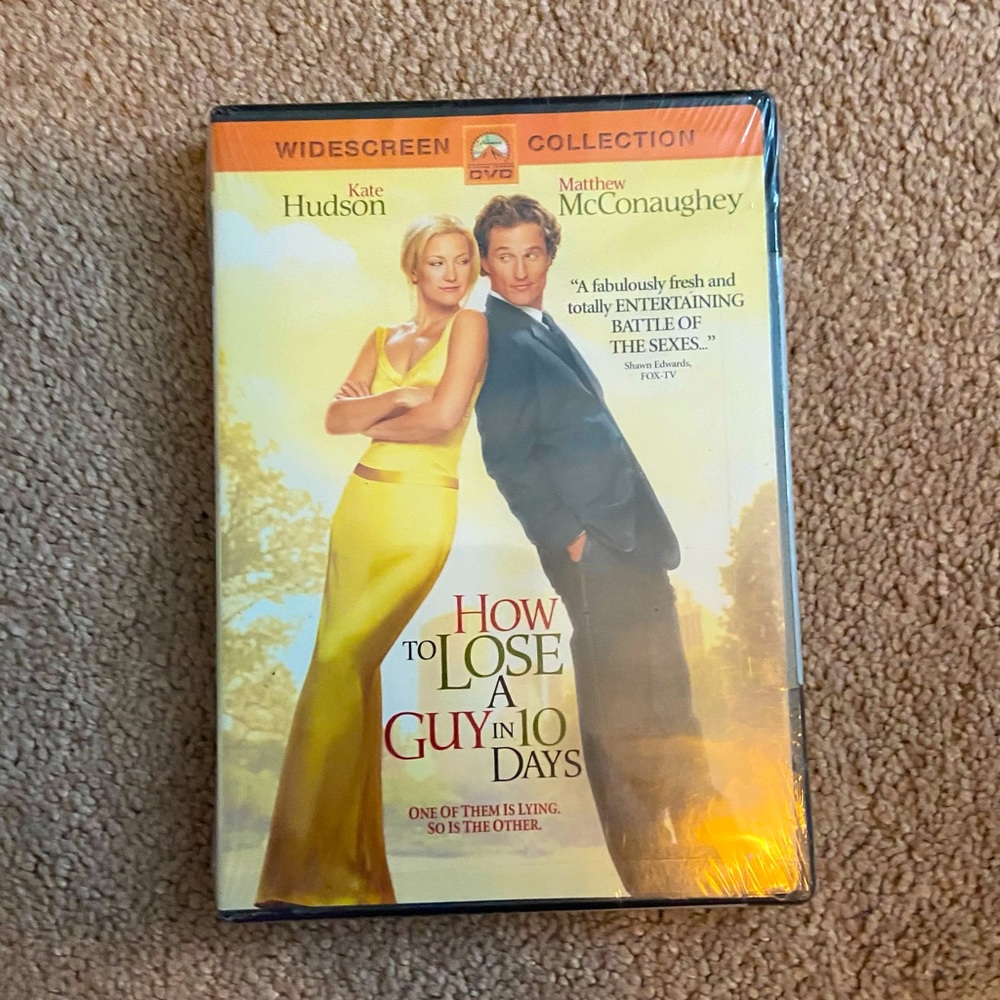 WIDESCREEN DVD COLLECTION
Kate
Hudson
Matthew
McConaughey
“A fabulously fresh and
totally ENTERTAINING
BATTLE OF
THE SEXES...”
Shawn Edwards,
FOX-TV
HOW
TO LOSE
A
GUY IN 10
DAYS
ONE OF THEM IS LYING.
SO IS THE OTHER.